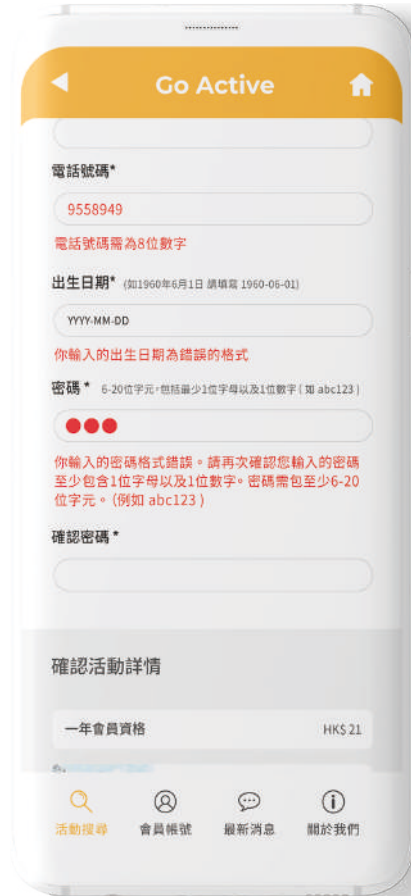 Go Active
電話號碼*
9558949
電話號碼需為8位數字
出生日期* (如1960年6月1日 請填寫 1960-06-01)
YYYY-MM-DD
你輸入的出生日期為錯誤的格式
密碼 * 6-20位字元,包括最少1位字母以及1位數字 ( 如 abc123 )
你輸入的密碼格式錯誤。請再次確認您輸入的密碼
至少包含1位字母以及1位數字。密碼需包至少6-20
位字元。(例如 abc123 )
確認密碼 *
確認活動詳情
一年會員資格 HK$ 21
活動搜尋 會員帳號 最新消息 關於我們